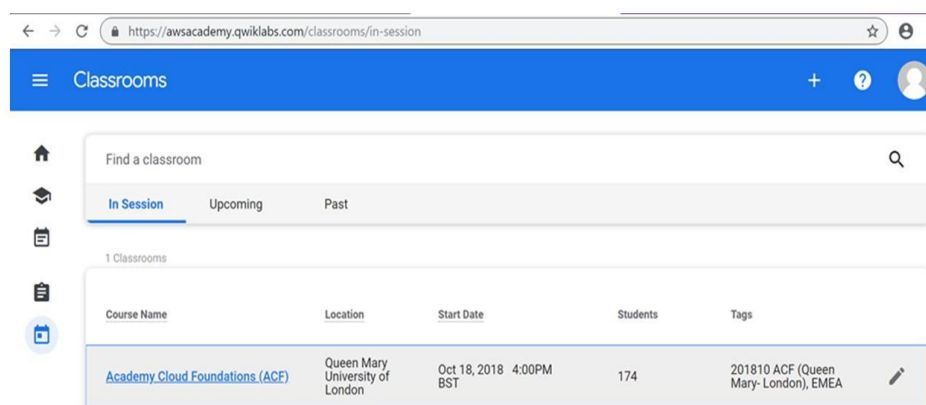 https://awsacademy.qwiklabs.com/classrooms/in-session
Classrooms
Find a classroom
In Session Upcoming Past
1 Classrooms
Course Name Location Start Date Students Tags
Academy Cloud Foundations (ACF)
Queen Mary
University of
London
Oct 18, 2018 4:00PM
BST
174
201810 ACF (Queen
Mary- London), EMEA